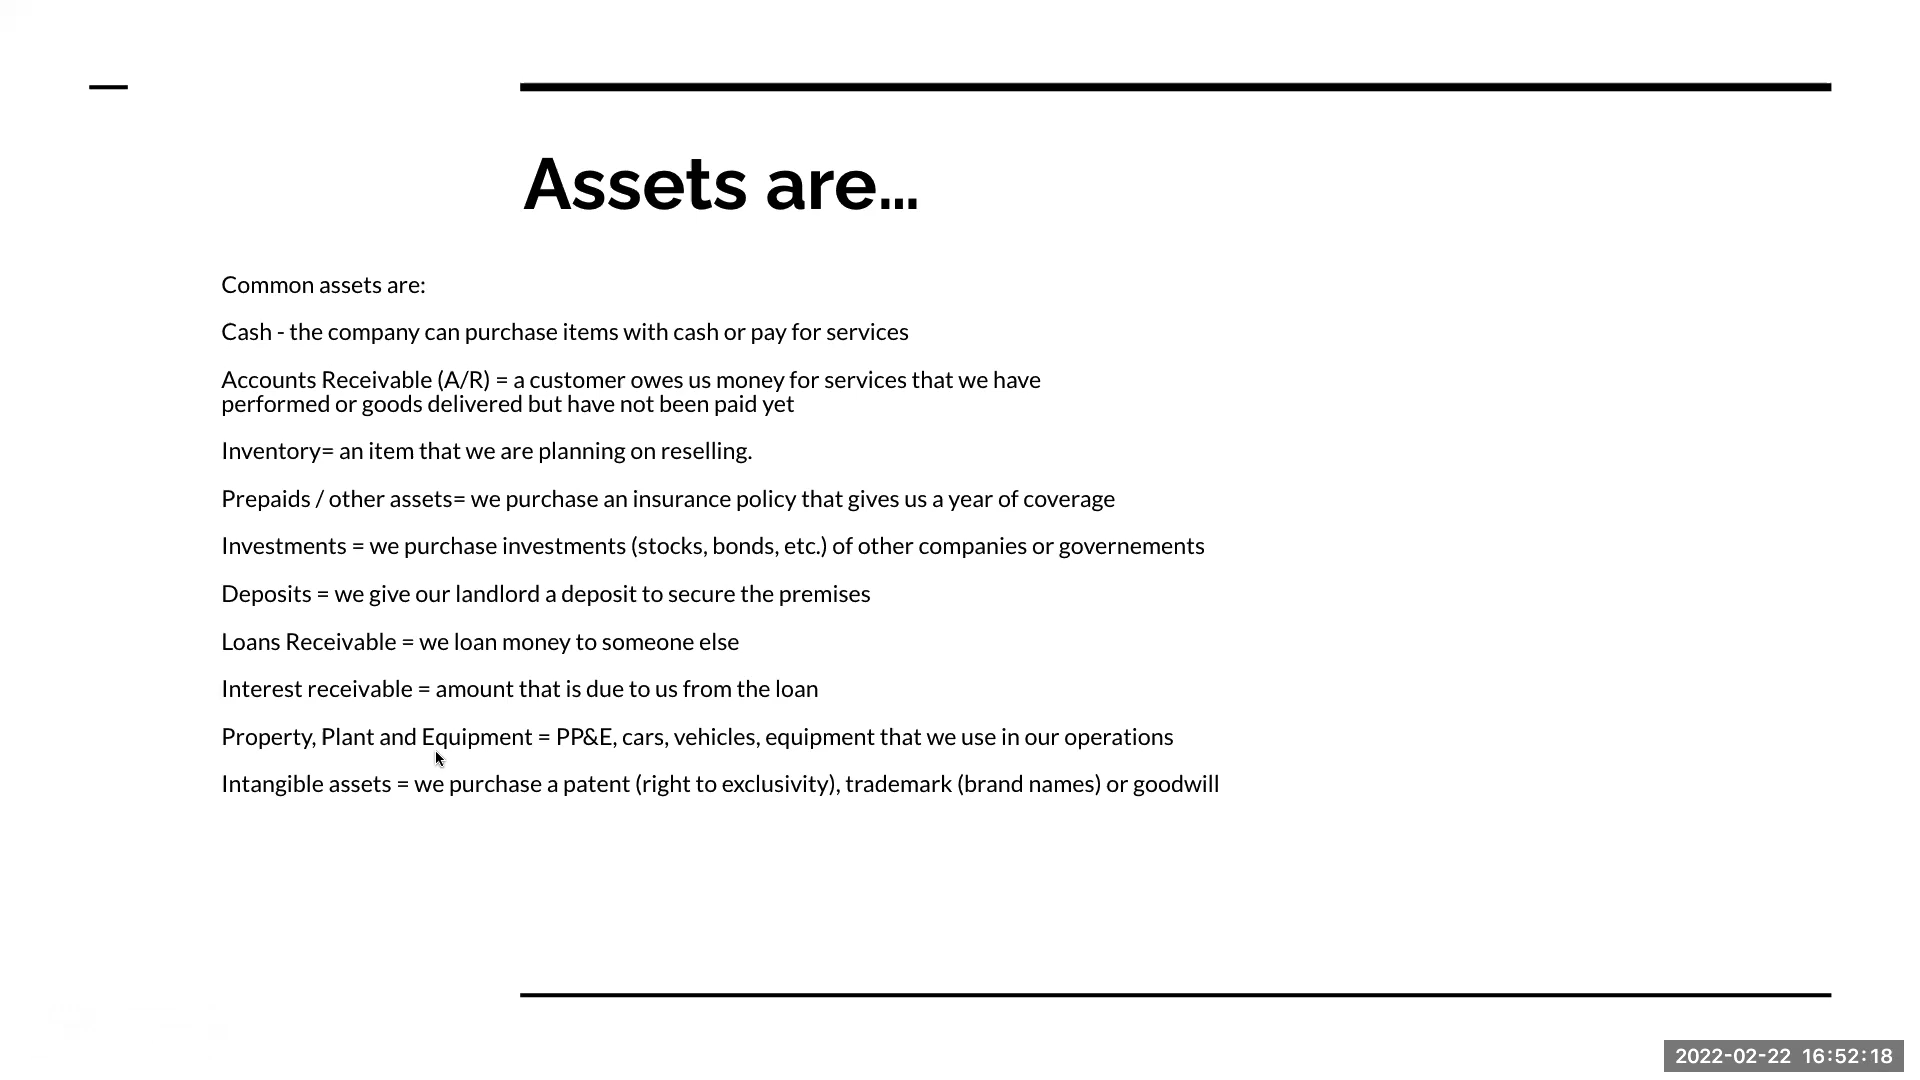 Assets are...
Common assets are:
Cash - the company can purchase items with cash or pay for services
Accounts Receivable (A/R) = a customer owes us money for services that we have
performed or goods delivered but have not been paid yet
Inventory= an item that we are planning on reselling.
Prepaids / other assets= we purchase an insurance policy that gives us a year of coverage
Investments = we purchase investments (stocks, bonds, etc.) of other companies or governements
Deposits = we give our landlord a deposit to secure the premises
Loans Receivable = we loan money to someone else
Interest receivable = amount that is due to us from the loan
Property, Plant and Equipment = PP&E, cars, vehicles, equipment that we use in our operations
Intangible assets = we purchase a patent (right to exclusivity), trademark (brand names) or goodwill
2022-02-22 16:52:18